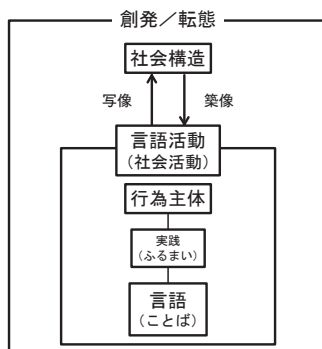 創発／転態
社会構造
写像
築像
言語活動
（社会活動）
行為主体
実践
（ふるまい）
言語
（ことば）